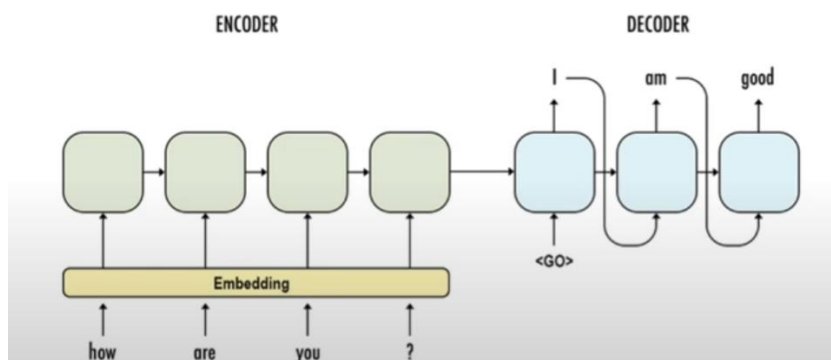 ENCODER DECODER
I am good
<GO>
Embedding
how are you ?